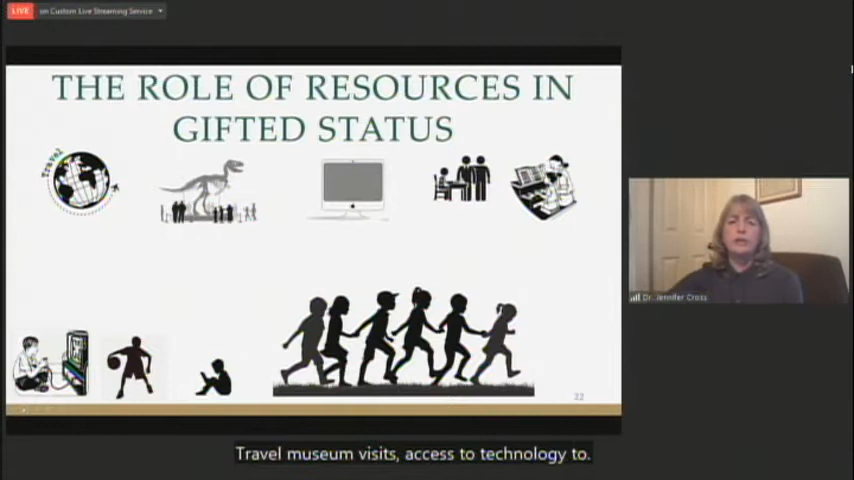 LIVE on Custom Live Streaming Service
THE ROLE OF RESOURCES IN
GIFTED STATUS
Travel
Dr. Jennifer Cross
22
Travel museum visits, access to technology to.